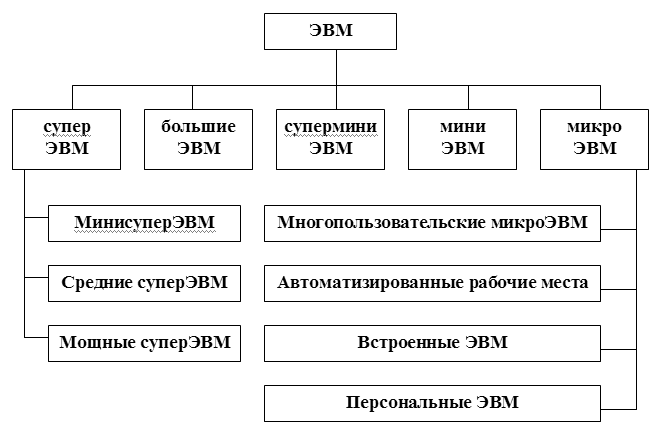 ЭВМ
супер
ЭВМ
большие
ЭВМ
супермини
ЭВМ
мини
ЭВМ
микро
ЭВМ
МинисуперЭВМ
Средние суперЭВМ
Мощные суперЭВМ
Многопользовательские микроЭВМ
Автоматизированные рабочие места
Встроенные ЭВМ
Персональные ЭВМ